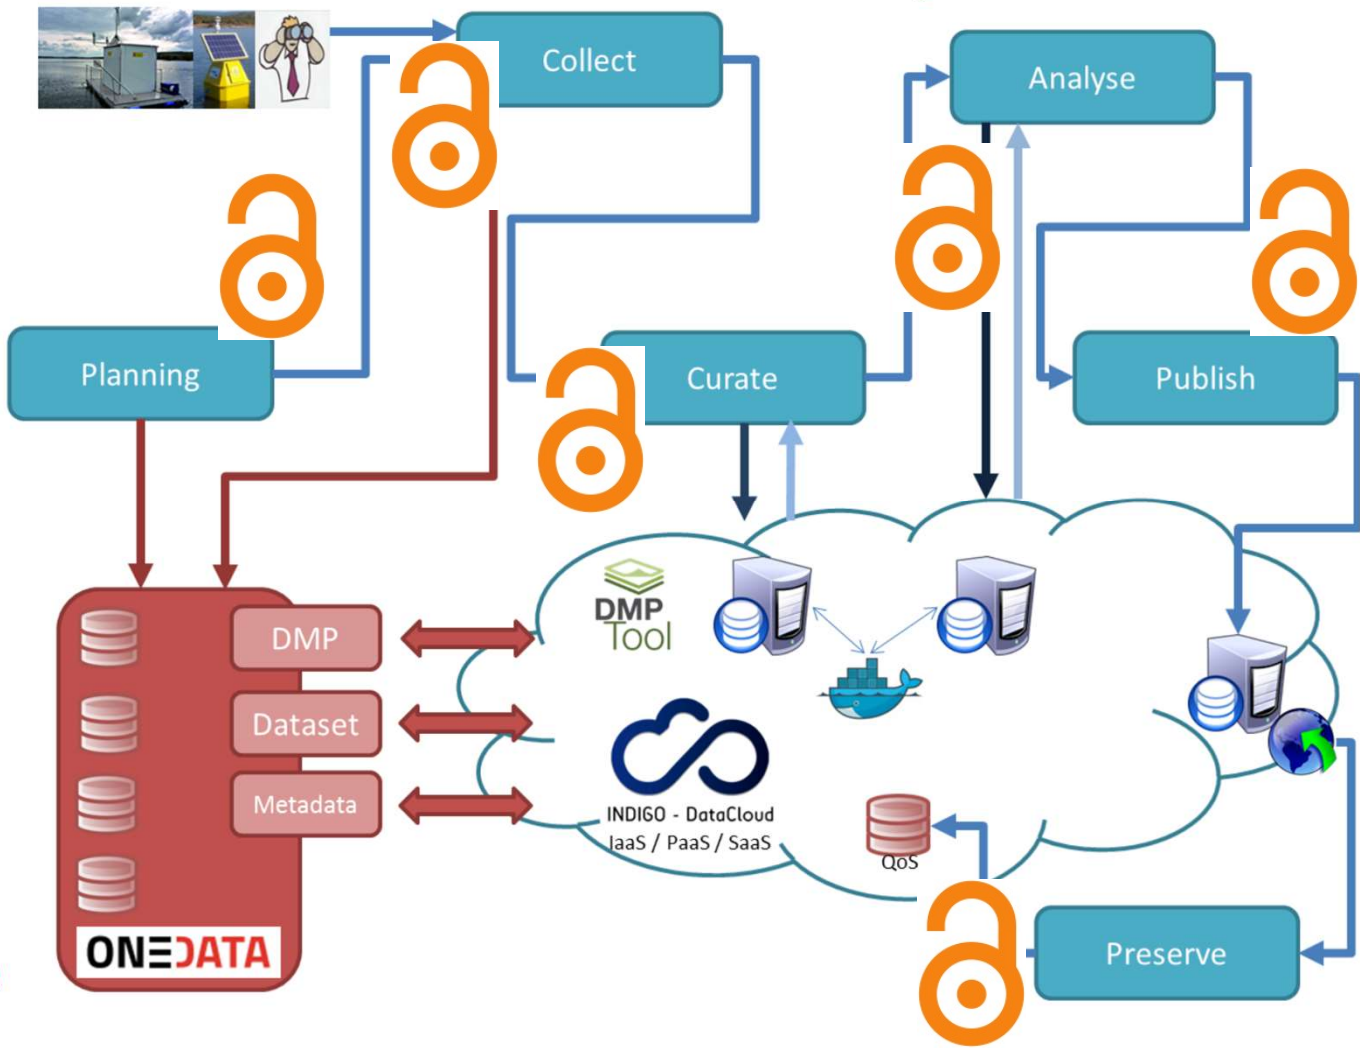 Collect
Analyse
Planning
Curate
Publish
DMP
Dataset
Metadata
ONEDATA
DMP
Tool
INDIGO - DataCloud
IaaS / PaaS / SaaS
QoS
Preserve